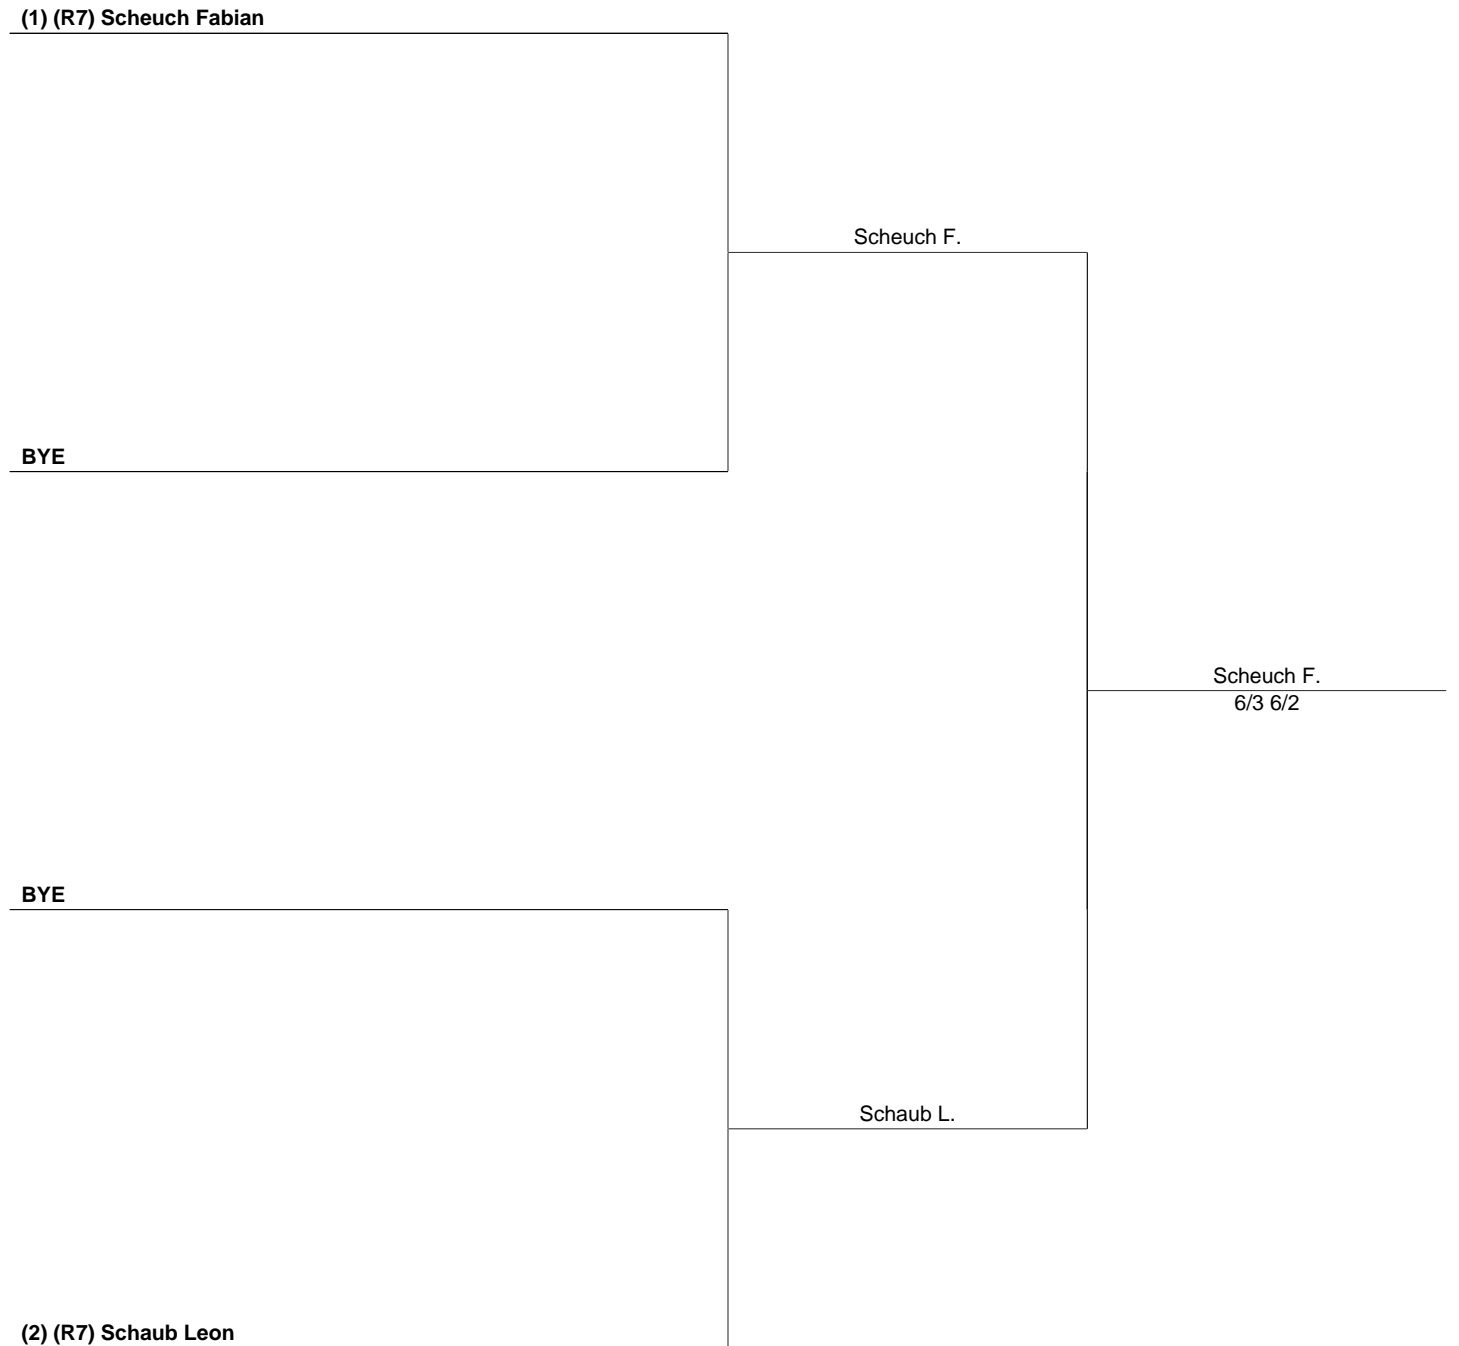 (1) (R7) Scheuch Fabian
Scheuch F.
BYE
Scheuch F.
6/3 6/2
BYE
Schaub L.
(2) (R7) Schaub Leon